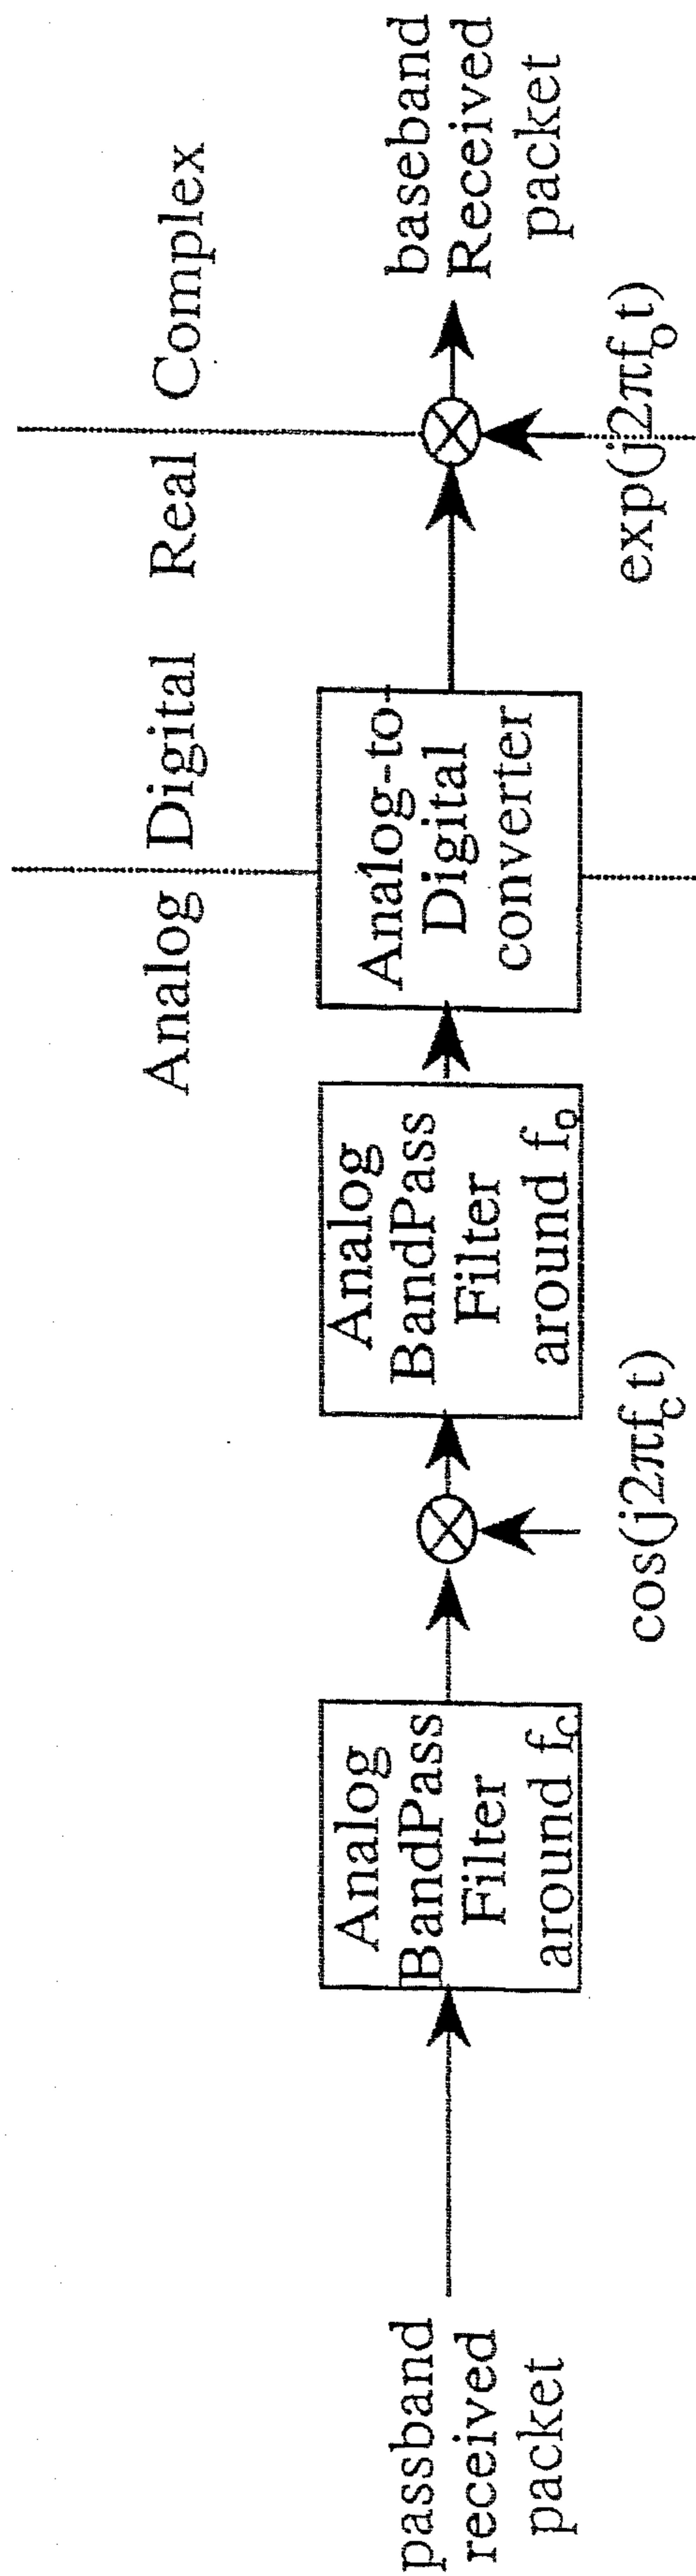 Analog Digital Real Complex
passband
received
packet
Analog
BandPass
Filter
around f_c
cos(j2πf_c t)
Analog
BandPass
Filter
around f_o
Analog-to-
Digital
converter
exp(j2πf_o t)
baseband
Received
packet